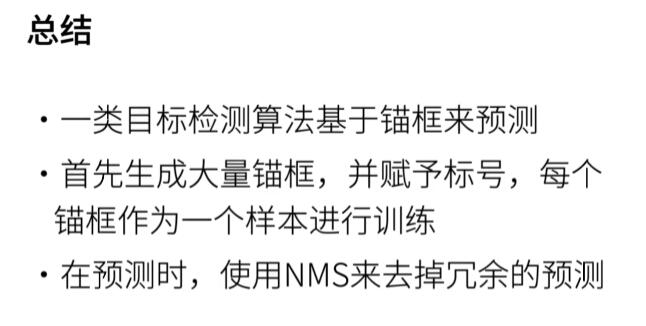 总结
• 一类目标检测算法基于锚框来预测
• 首先生成大量锚框，并赋予标号，每个
锚框作为一个样本进行训练
• 在预测时，使用NMS来去掉冗余的预测